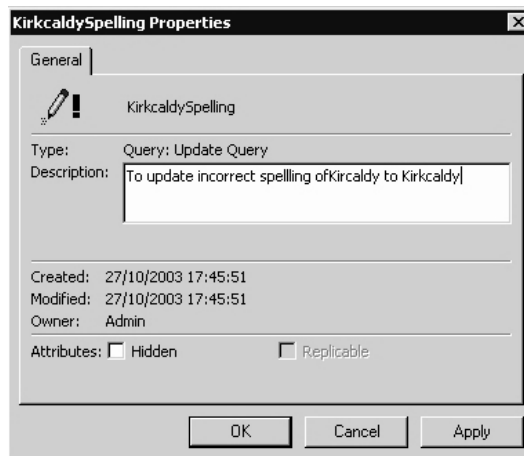 KirkcaldySpelling Properties
General
KirkcaldySpelling
Type: Query: Update Query
Description: To update incorrect spellling ofKircaldy to Kirkcaldy
Created: 27/10/2003 17:45:51
Modified: 27/10/2003 17:45:51
Owner: Admin
Attributes: Hidden Replicable
OK Cancel Apply